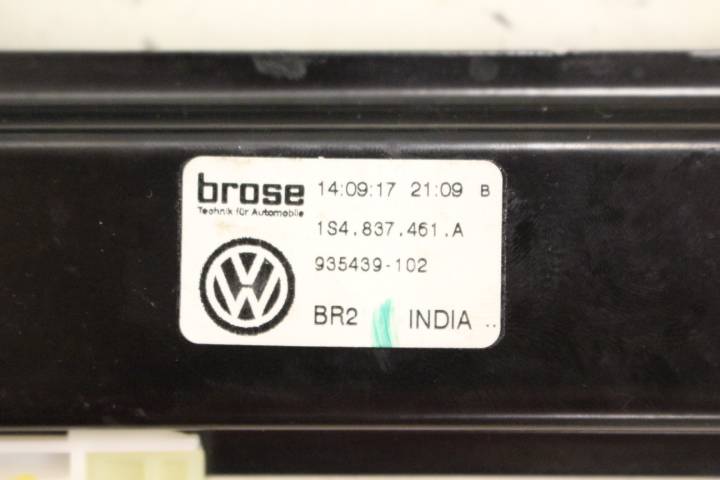 brose 14:09:17 21:09 B
Technik für Automobile
1S4.837.461.A
935439-102
BR2 INDIA ..